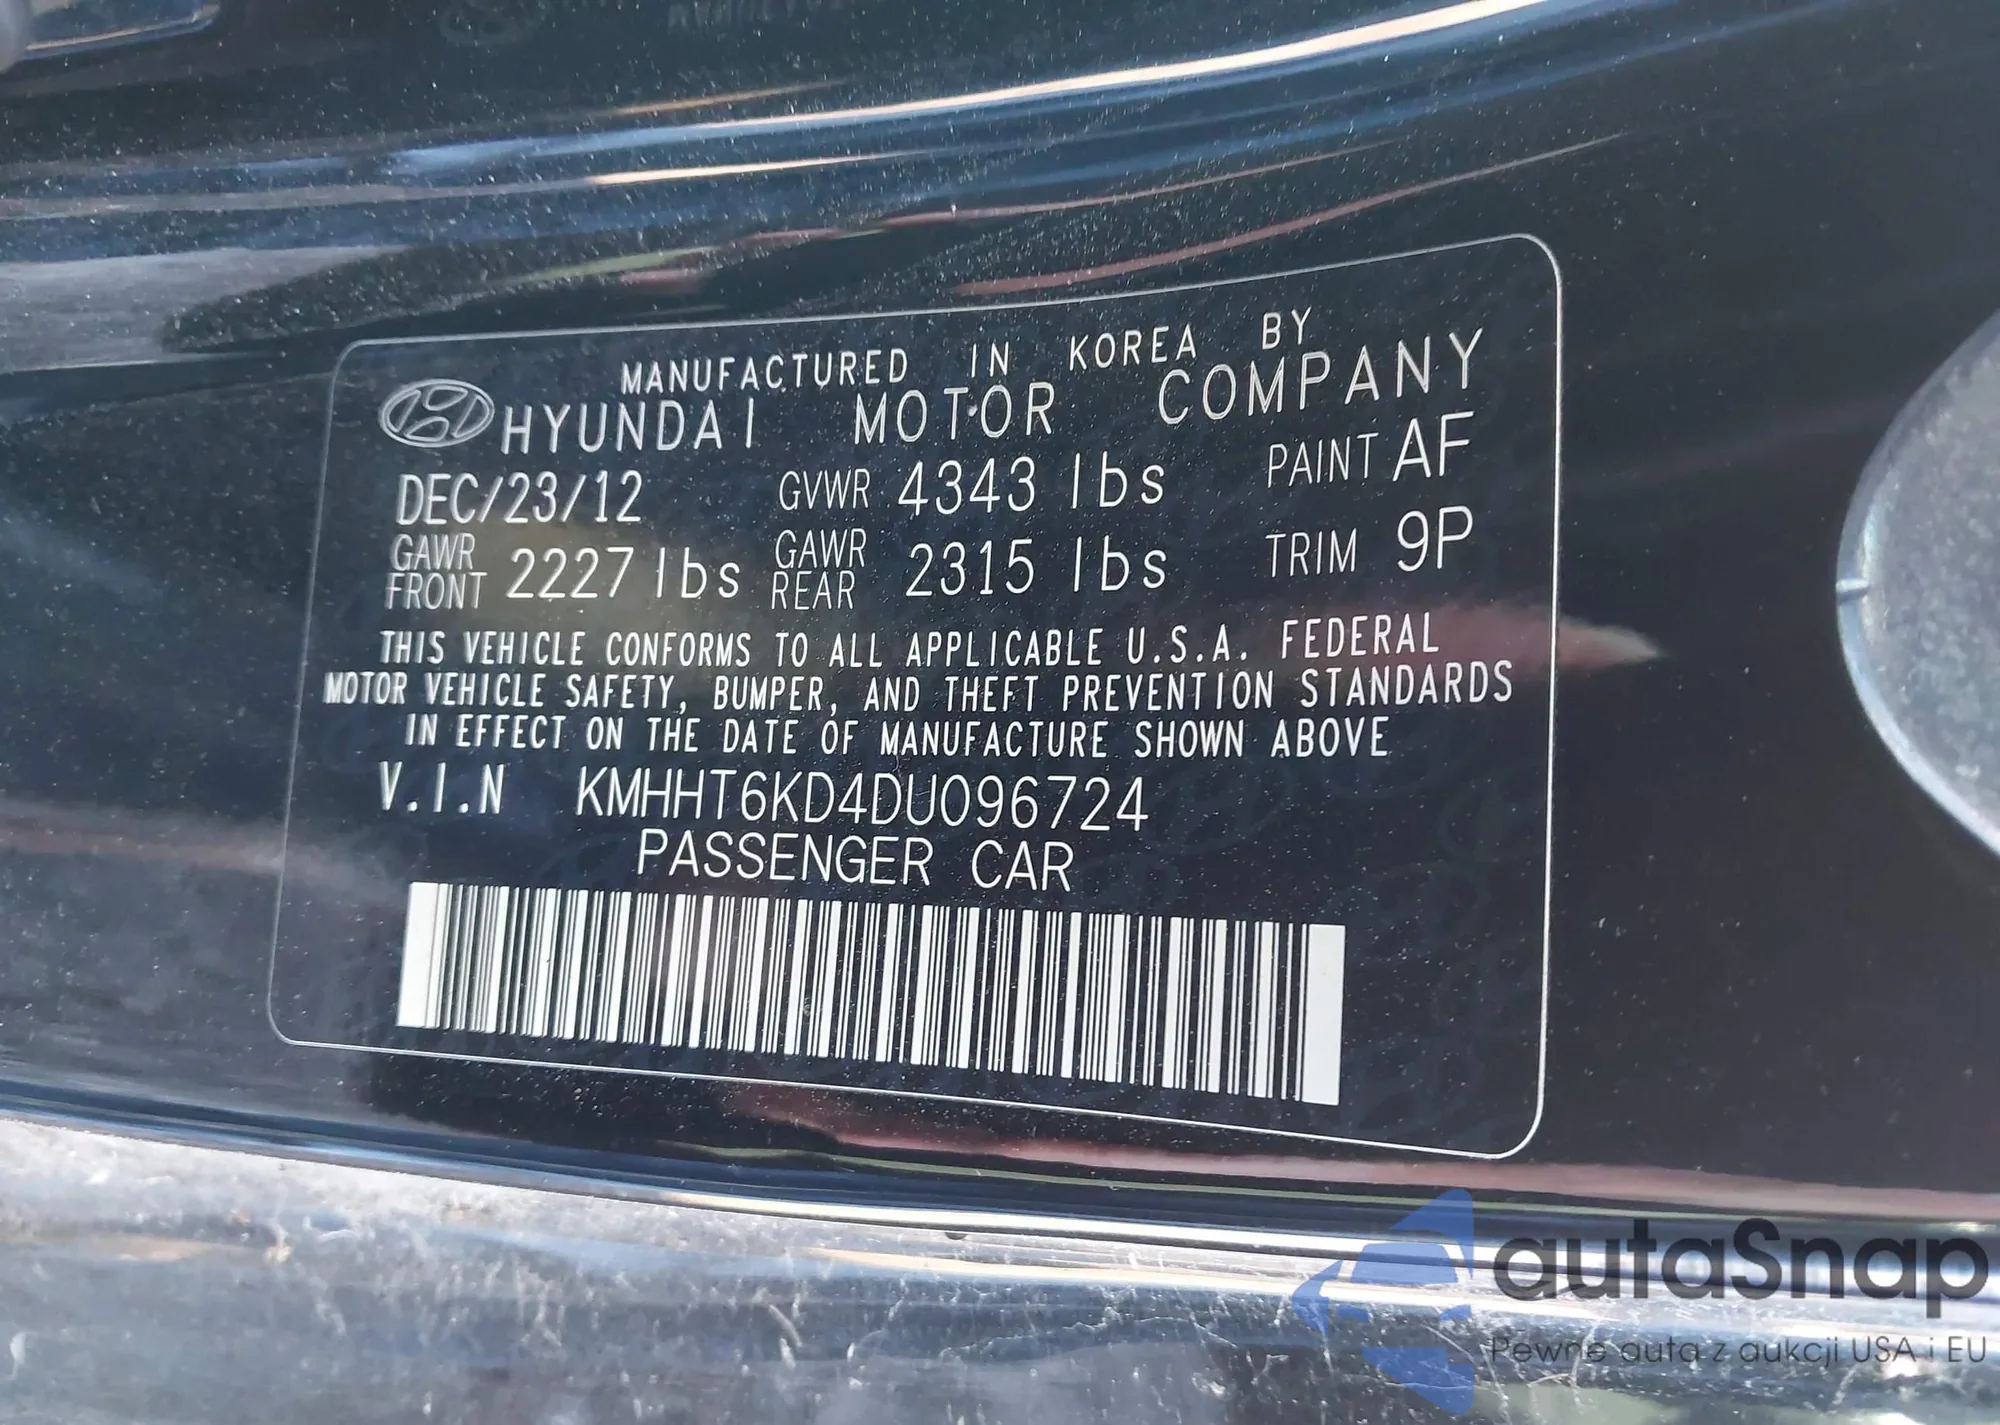 MANUFACTURED IN KOREA BY
HYUNDAI MOTOR COMPANY
DEC/23/12 GVWR 4343 lbs PAINT AF
GAWR FRONT 2227 lbs GAWR REAR 2315 lbs TRIM 9P
THIS VEHICLE CONFORMS TO ALL APPLICABLE U.S.A. FEDERAL
MOTOR VEHICLE SAFETY, BUMPER, AND THEFT PREVENTION STANDARDS
IN EFFECT ON THE DATE OF MANUFACTURE SHOWN ABOVE
V.I.N KMHHT6KD4DU096724
PASSENGER CAR
autaSnap
Pewne auta z aukcji USA i EU